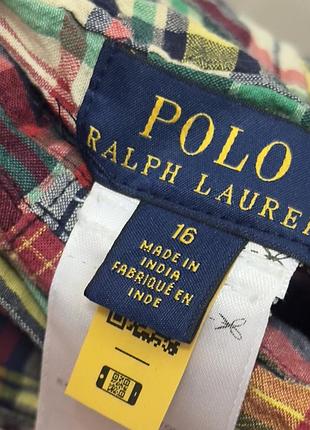 POLO
RALPH LAUREN
16
MADE IN
INDIA
FABRIQUÉ EN
INDE